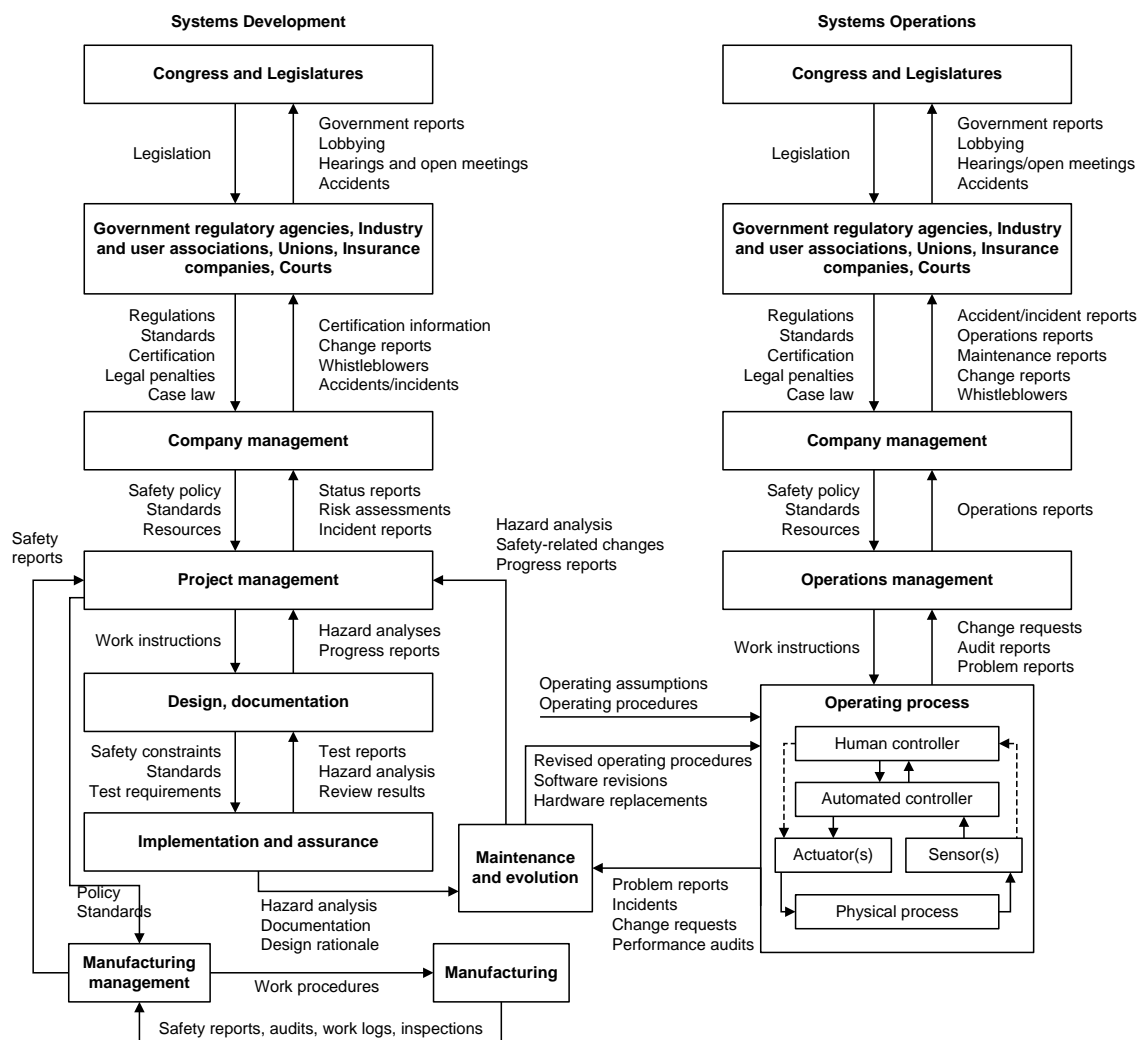 Systems Development
Congress and Legislatures
Legislation
Government reports
Lobbying
Hearings and open meetings
Accidents
Government regulatory agencies, Industry
and user associations, Unions, Insurance
companies, Courts
Regulations
Standards
Certification
Legal penalties
Case law
Certification information
Change reports
Whistleblowers
Accidents/incidents
Company management
Safety policy
Standards
Resources
Status reports
Risk assessments
Incident reports
Safety
reports
Project management
Hazard analysis
Safety-related changes
Progress reports
Work instructions
Hazard analyses
Progress reports
Design, documentation
Safety constraints
Standards
Test requirements
Test reports
Hazard analysis
Review results
Implementation and assurance
Policy
Standards
Hazard analysis
Documentation
Design rationale
Maintenance
and evolution
Manufacturing
management
Work procedures
Manufacturing
Safety reports, audits, work logs, inspections
Systems Operations
Congress and Legislatures
Legislation
Government reports
Lobbying
Hearings/open meetings
Accidents
Government regulatory agencies, Industry
and user associations, Unions, Insurance
companies, Courts
Regulations
Standards
Certification
Legal penalties
Case law
Accident/incident reports
Operations reports
Maintenance reports
Change reports
Whistleblowers
Company management
Safety policy
Standards
Resources
Operations reports
Operations management
Work instructions
Change requests
Audit reports
Problem reports
Operating assumptions
Operating procedures
Revised operating procedures
Software revisions
Hardware replacements
Problem reports
Incidents
Change requests
Performance audits
Operating process
Human controller
Automated controller
Actuator(s)
Sensor(s)
Physical process